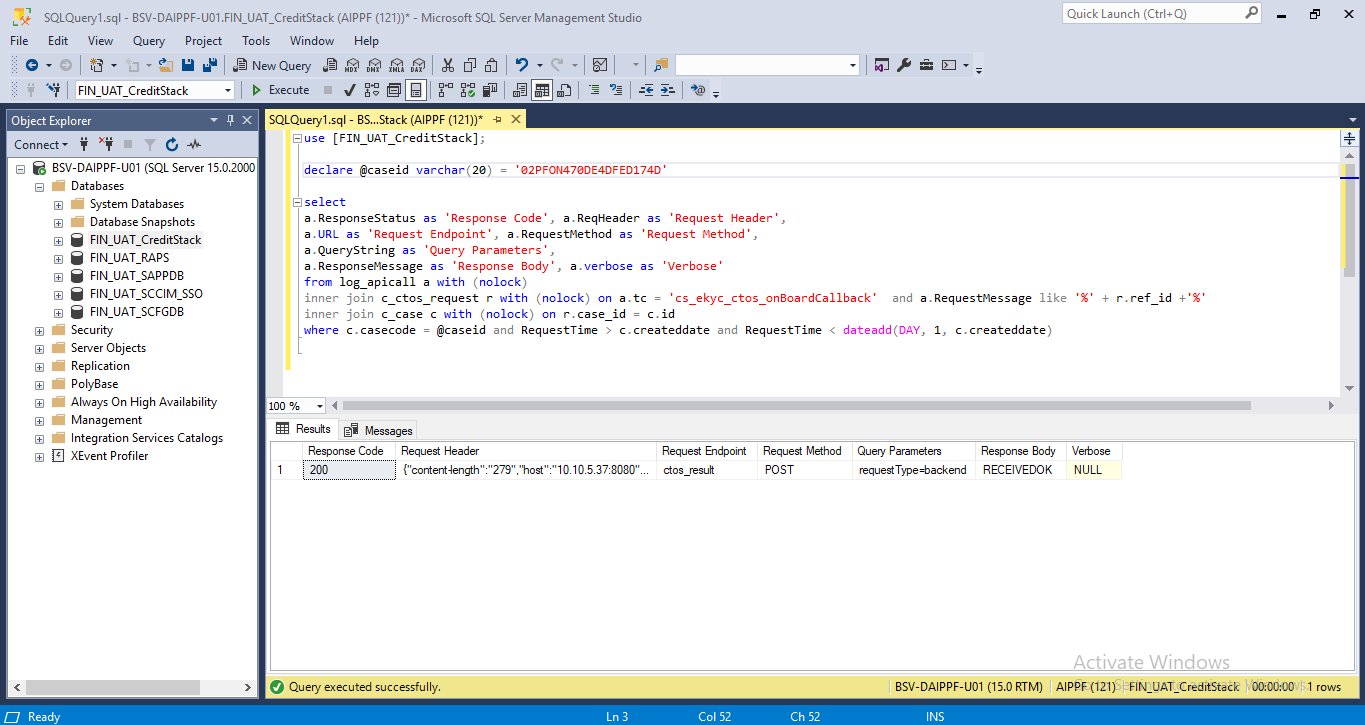 SQLQuery1.sql - BSV-DAIPPF-U01.FIN_UAT_CreditStack (AIPPF (121))* - Microsoft SQL Server Management Studio
Quick Launch (Ctrl+Q)
File Edit View Query Project Tools Window Help
New Query
MDX DMX XMLA DAX
FIN_UAT_CreditStack
Execute
Object Explorer
Connect
BSV-DAIPPF-U01 (SQL Server 15.0.2000
Databases
System Databases
Database Snapshots
FIN_UAT_CreditStack
FIN_UAT_RAPS
FIN_UAT_SAPPDB
FIN_UAT_SCCIM_SSO
FIN_UAT_SCFGDB
Security
Server Objects
Replication
PolyBase
Always On High Availability
Management
Integration Services Catalogs
XEvent Profiler
SQLQuery1.sql - BS...Stack (AIPPF (121))*
use [FIN_UAT_CreditStack];
declare @caseid varchar(20) = '02PFON470DE4DFED174D'
select
a.ResponseStatus as 'Response Code', a.ReqHeader as 'Request Header',
a.URL as 'Request Endpoint', a.RequestMethod as 'Request Method',
a.QueryString as 'Query Parameters',
a.ResponseMessage as 'Response Body', a.verbose as 'Verbose'
from log_apicall a with (nolock)
inner join c_ctos_request r with (nolock) on a.tc = 'cs_ekyc_ctos_onBoardCallback'  and a.RequestMessage like '%' + r.ref_id +'%'
inner join c_case c with (nolock) on r.case_id = c.id
where c.casecode = @caseid and RequestTime > c.createddate and RequestTime < dateadd(DAY, 1, c.createddate)
100 %
Results Messages
Response Code Request Header Request Endpoint Request Method Query Parameters Response Body Verbose
1 200 {"content-length":"279","host":"10.10.5.37:8080"... ctos_result POST requestType=backend RECEIVEDOK NULL
Activate Windows
Go to Settings to activate Windows.
Query executed successfully.
BSV-DAIPPF-U01 (15.0 RTM) AIPPF (121) FIN_UAT_CreditStack 00:00:00 1 rows
Ready Ln 3 Col 52 Ch 52 INS